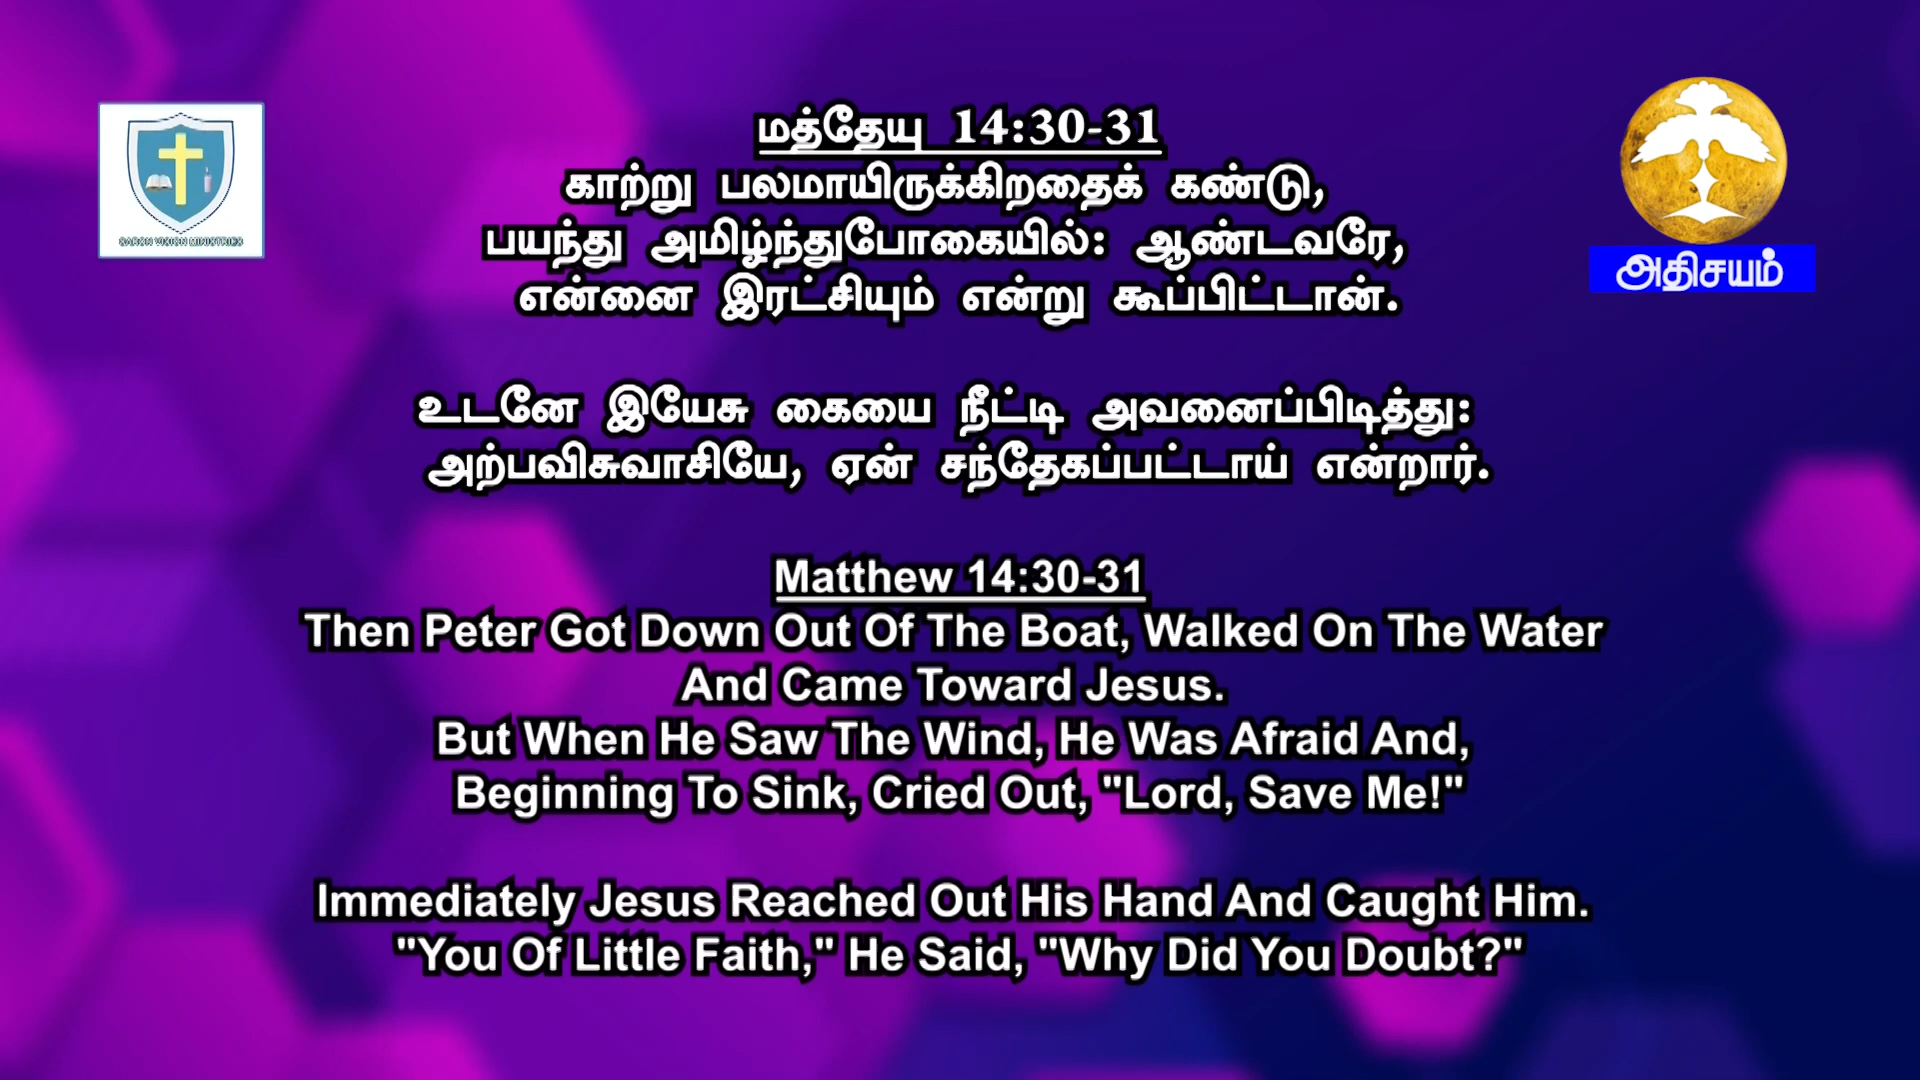 மத்தேயு 14:30-31
காற்று பலமாயிருக்கிறதைக் கண்டு,
பயந்து அமிழ்ந்துபோகையில்: ஆண்டவரே,
என்னை இரட்சியும் என்று கூப்பிட்டான்.
அதிசயம்
உடனே இயேசு கையை நீட்டி அவனைப்பிடித்து:
அற்பவிசுவாசியே, ஏன் சந்தேகப்பட்டாய் என்றார்.
Matthew 14:30-31
Then Peter Got Down Out Of The Boat, Walked On The Water
And Came Toward Jesus.
But When He Saw The Wind, He Was Afraid And,
Beginning To Sink, Cried Out, "Lord, Save Me!"
Immediately Jesus Reached Out His Hand And Caught Him.
"You Of Little Faith," He Said, "Why Did You Doubt?"